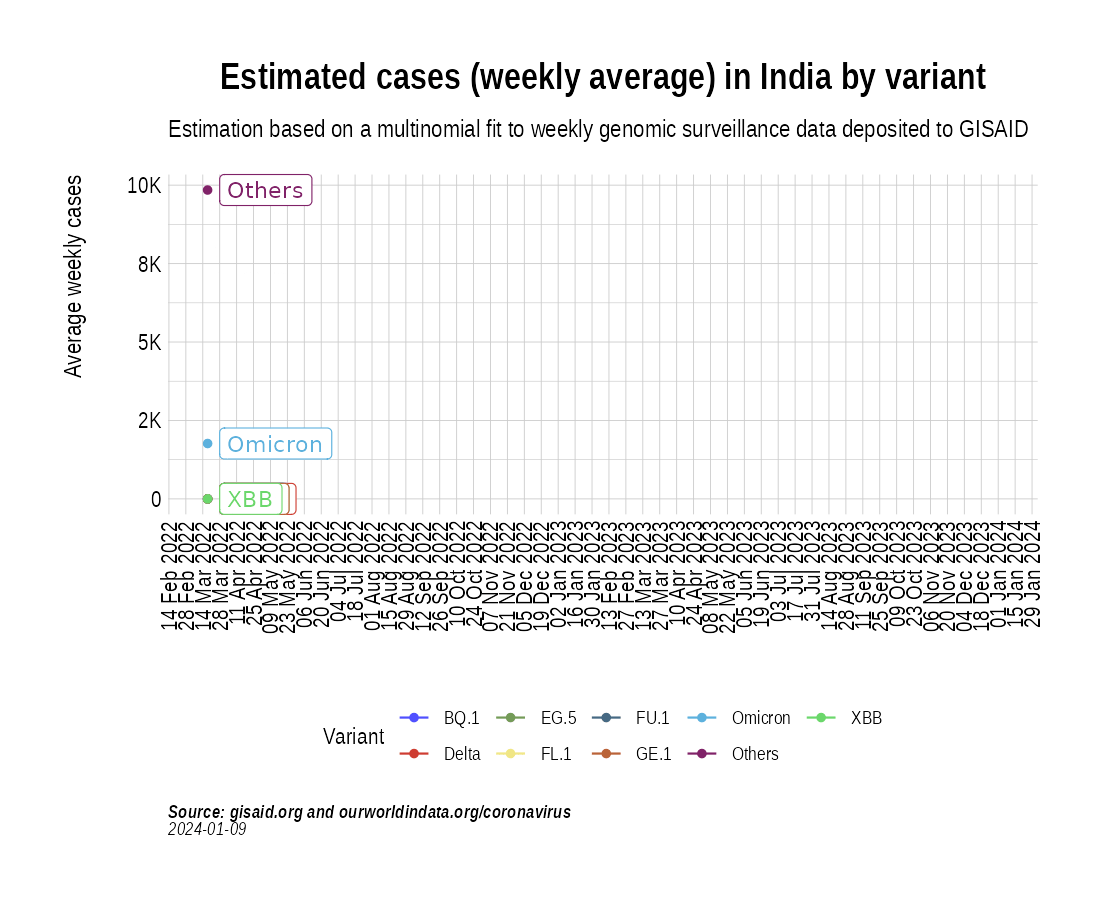 Estimated cases (weekly average) in India by variant
Estimation based on a multinomial fit to weekly genomic surveillance data deposited to GISAID
Average weekly cases
10K
8K
5K
2K
0
Others
Omicron
XBB
14 Feb 2022
28 Feb 2022
14 Mar 2022
28 Mar 2022
11 Apr 2022
25 Apr 2022
09 May 2022
23 May 2022
06 Jun 2022
20 Jun 2022
04 Jul 2022
18 Jul 2022
01 Aug 2022
15 Aug 2022
29 Aug 2022
12 Sep 2022
26 Sep 2022
10 Oct 2022
24 Oct 2022
07 Nov 2022
21 Nov 2022
05 Dec 2022
19 Dec 2022
02 Jan 2023
16 Jan 2023
30 Jan 2023
13 Feb 2023
27 Feb 2023
13 Mar 2023
27 Mar 2023
10 Apr 2023
24 Apr 2023
08 May 2023
22 May 2023
05 Jun 2023
19 Jun 2023
03 Jul 2023
17 Jul 2023
31 Jul 2023
14 Aug 2023
28 Aug 2023
11 Sep 2023
25 Sep 2023
09 Oct 2023
23 Oct 2023
06 Nov 2023
20 Nov 2023
04 Dec 2023
18 Dec 2023
01 Jan 2024
15 Jan 2024
29 Jan 2024
Variant
BQ.1 EG.5 FU.1 Omicron XBB
Delta FL.1 GE.1 Others
Source: gisaid.org and ourworldindata.org/coronavirus
2024-01-09